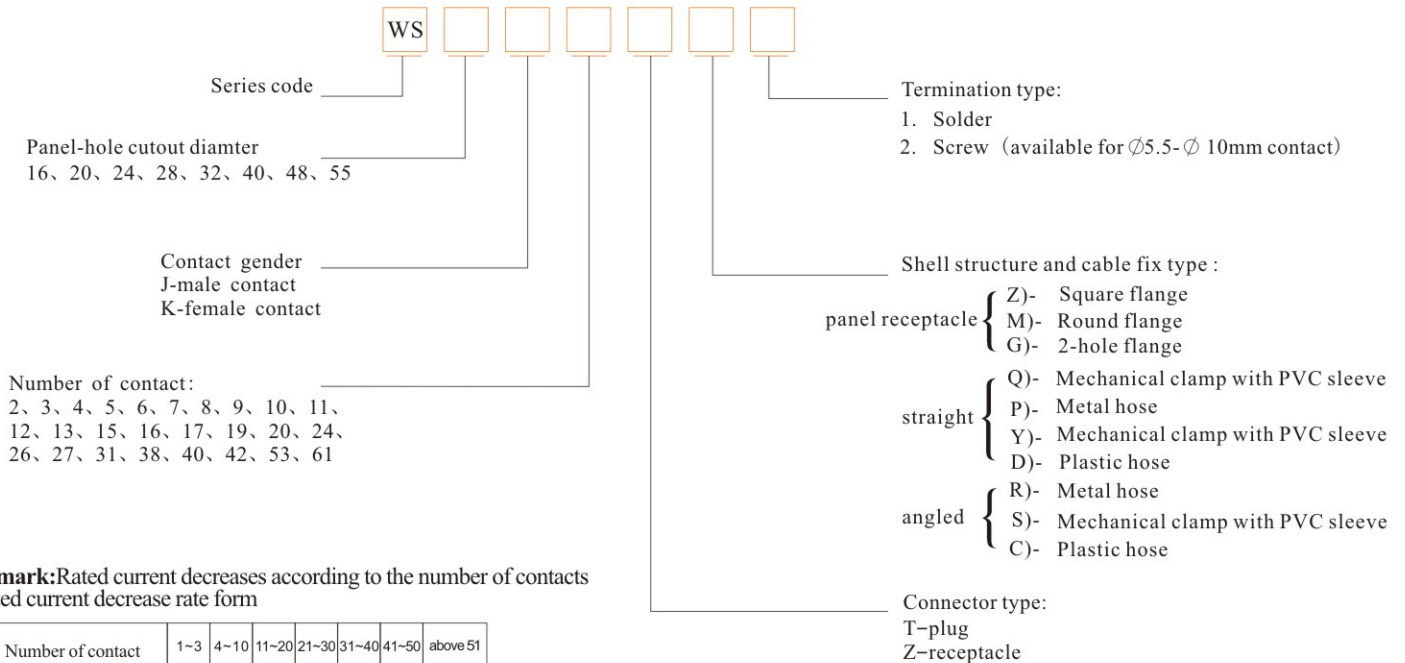 WS
Series code
Panel-hole cutout diamter
16、20、24、28、32、40、48、55
Contact gender
J-male contact
K-female contact
Number of contact:
2、3、4、5、6、7、8、9、10、11、
12、13、15、16、17、19、20、24、
26、27、31、38、40、42、53、61
Termination type:
1. Solder
2. Screw（available for ∅5.5-∅ 10mm contact）
Shell structure and cable fix type :
panel receptacle
Z)- Square flange
M)- Round flange
G)- 2-hole flange
straight
Q)- Mechanical clamp with PVC sleeve
P)- Metal hose
Y)- Mechanical clamp with PVC sleeve
D)- Plastic hose
angled
R)- Metal hose
S)- Mechanical clamp with PVC sleeve
C)- Plastic hose
Connector type:
T-plug
Z-receptacle
mark:Rated current decreases according to the number of contacts
ed current decrease rate form
Number of contact 1~3 4~10 11~20 21~30 31~40 41~50 above 51